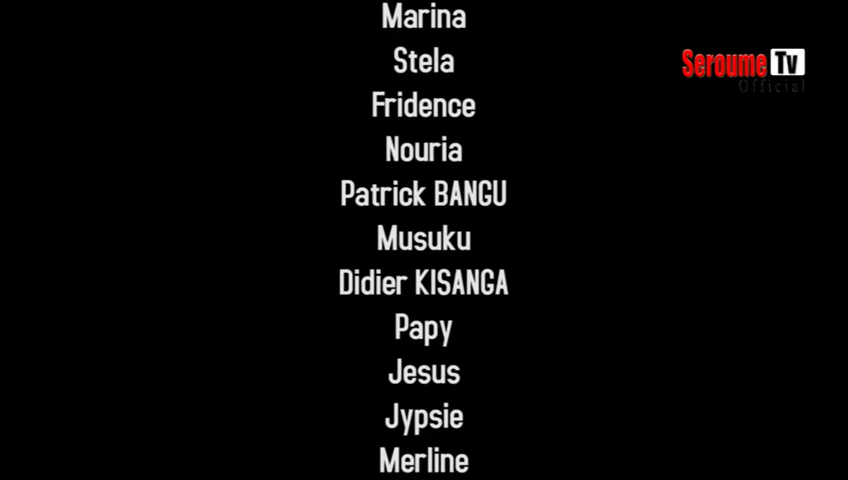 Marina
Stela
Seroume Tv
Official
Fridence
Nouria
Patrick BANGU
Musuku
Didier KISANGA
Papy
Jesus
Jypsie
Merline